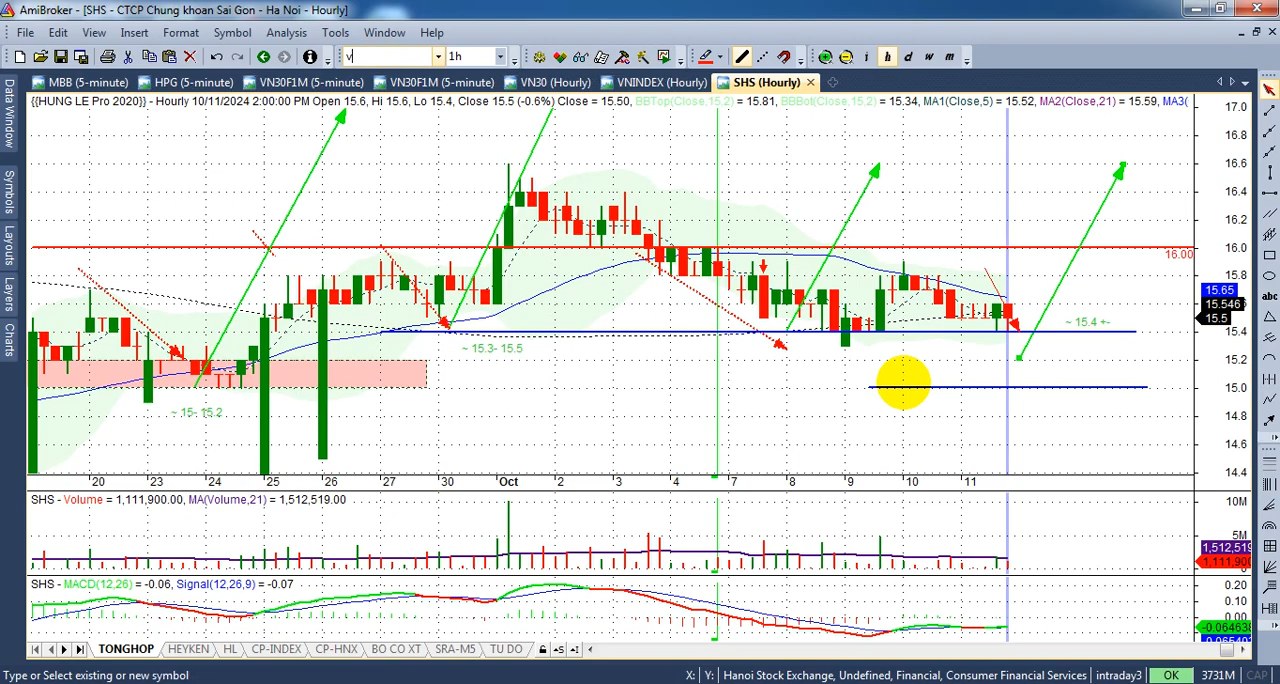 AmiBroker - [SHS - CTCP Chung khoan Sai Gon - Ha Noi - Hourly]
File Edit View Insert Format Symbol Analysis Tools Window Help
v 1h i h d w m
MBB (5-minute) HPG (5-minute) VN30F1M (5-minute) VN30F1M (5-minute) VN30 (Hourly) VNINDEX (Hourly) SHS (Hourly)
Data Window
Symbols
Layouts
Layers
Charts
{{HUNG LE Pro 2020}} - Hourly 10/11/2024 2:00:00 PM Open 15.6, Hi 15.6, Lo 15.4, Close 15.5 (-0.6%) Close = 15.50, BBTop(Close,15.2) = 15.81, BBBot(Close,15.2) = 15.34, MA1(Close,5) = 15.52, MA2(Close,21) = 15.59, MA3(
17.0
16.8
16.6
16.4
16.2
16.0
16.00
15.8
15.65
15.546
15.5
15.4
15.2
15.0
14.8
14.6
14.4
~ 15.4 +-
~ 15.3- 15.5
~ 15- 15.2
20 23 24 25 26 27 30 Oct 2 3 4 7 8 9 10 11
SHS - Volume = 1,111,900.00, MA(Volume,21) = 1,512,519.00
10M
5M
1,512,519
1,111,900
SHS - MACD(12,26) = -0.06, Signal(12,26,9) = -0.07
0.20
0.10
0.00
-0.064638
TONGHOP HEYKEN HL CP-INDEX CP-HNX BO CO XT SRA-M5 TU DO
abc
Type or Select existing or new symbol X: Y: Hanoi Stock Exchange, Undefined, Financial, Consumer Financial Services intraday3 OK 3731M CAP